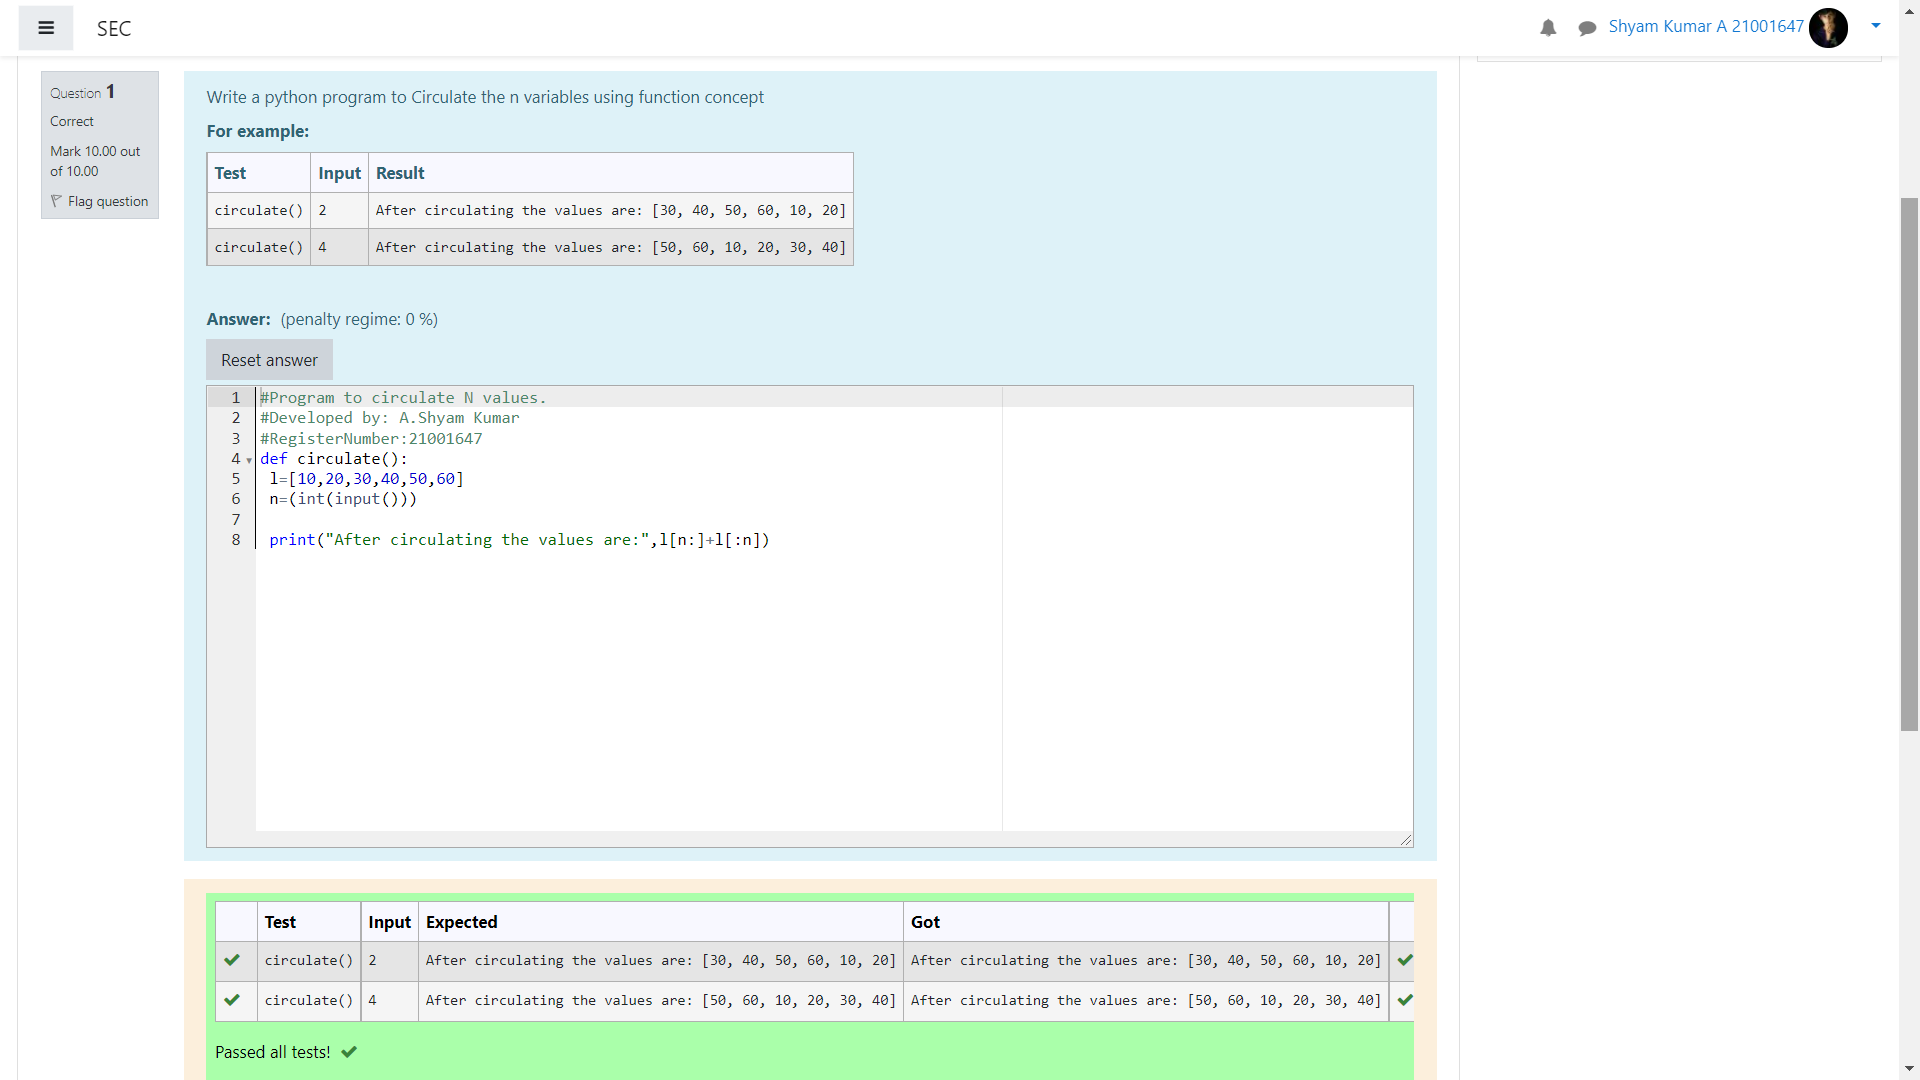 SEC
Shyam Kumar A 21001647
Question 1
Correct
Mark 10.00 out
of 10.00
Flag question
Write a python program to Circulate the n variables using function concept
For example:
Test Input Result
circulate() 2 After circulating the values are: [30, 40, 50, 60, 10, 20]
circulate() 4 After circulating the values are: [50, 60, 10, 20, 30, 40]
Answer: (penalty regime: 0 %)
Reset answer
1 #Program to circulate N values.
2 #Developed by: A.Shyam Kumar
3 #RegisterNumber:21001647
4 def circulate():
5 l=[10,20,30,40,50,60]
6 n=(int(input()))
7
8 print("After circulating the values are:",l[n:]+l[:n])
Test Input Expected Got
circulate() 2 After circulating the values are: [30, 40, 50, 60, 10, 20] After circulating the values are: [30, 40, 50, 60, 10, 20]
circulate() 4 After circulating the values are: [50, 60, 10, 20, 30, 40] After circulating the values are: [50, 60, 10, 20, 30, 40]
Passed all tests!